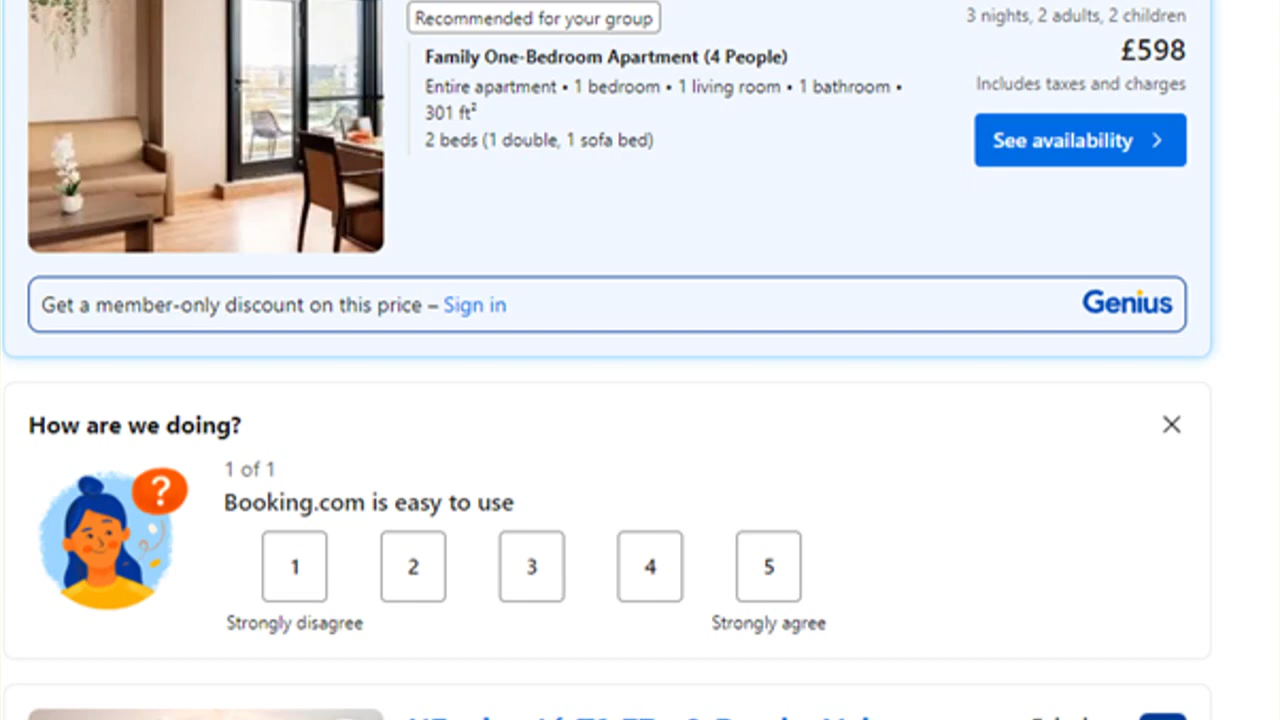 Recommended for your group
3 nights, 2 adults, 2 children
Family One-Bedroom Apartment (4 People)
£598
Entire apartment • 1 bedroom • 1 living room • 1 bathroom •
Includes taxes and charges
301 ft²
2 beds (1 double, 1 sofa bed)
See availability
Get a member-only discount on this price – Sign in
Genius
How are we doing?
?
1 of 1
Booking.com is easy to use
1 2 3 4 5
Strongly disagree
Strongly agree